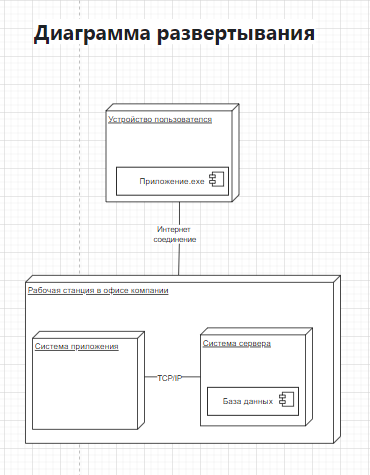 Диаграмма развертывания
Устройство пользователся
Приложение.exe
Интернет
соединение
Рабочая станция в офисе компании
Система приложения
Система сервера
TCP/IP
База данных